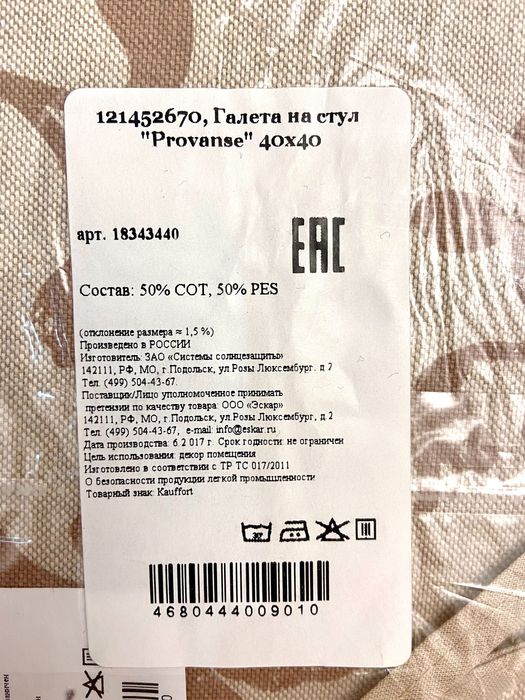 121452670, Галета на стул
"Provanse" 40x40
арт. 18343440
EAC
Состав: 50% COT, 50% PES
(отклонение размера ≈ 1,5 %)
Произведено в РОССИИ
Изготовитель: ЗАО «Системы солнцезащиты»
142111, РФ, МО, г.Подольск, ул.Розы Люксембург. д 2
Тел. (499) 504-43-67.
Поставщик/Лицо уполномоченное принимать
претензии по качеству товара: ООО «Эскар»
142111, РФ, МО, г.Подольск, ул.Розы Люксембург, д 2
Тел. (499) 504-43-67, e-mail: info@eskar.ru
Дата производства: 6.2 017 г. Срок годности: не ограничен
Цель использования: декор помещения
Изготовлено в соответствии с ТР ТС 017/2011
О безопасности продукции легкой промышленности
Товарный знак: Kauffort
30°
4680444009010